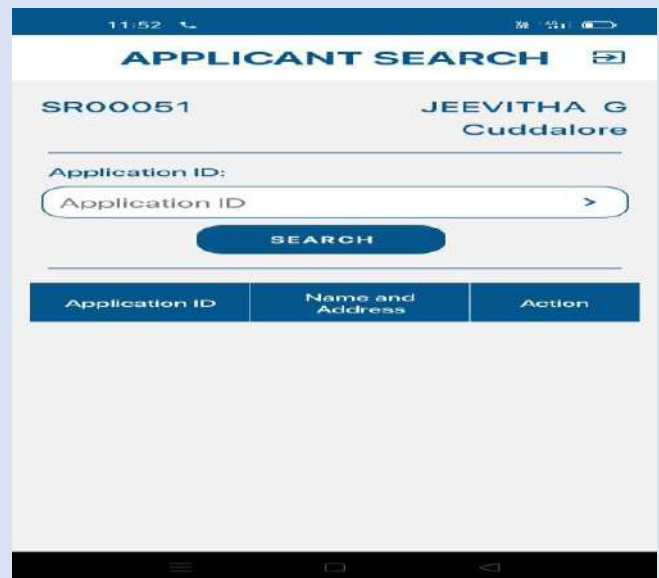 11:52
APPLICANT SEARCH
SR00051 JEEVITHA G
Cuddalore
Application ID:
Application ID >
SEARCH
Application ID Name and Address Action